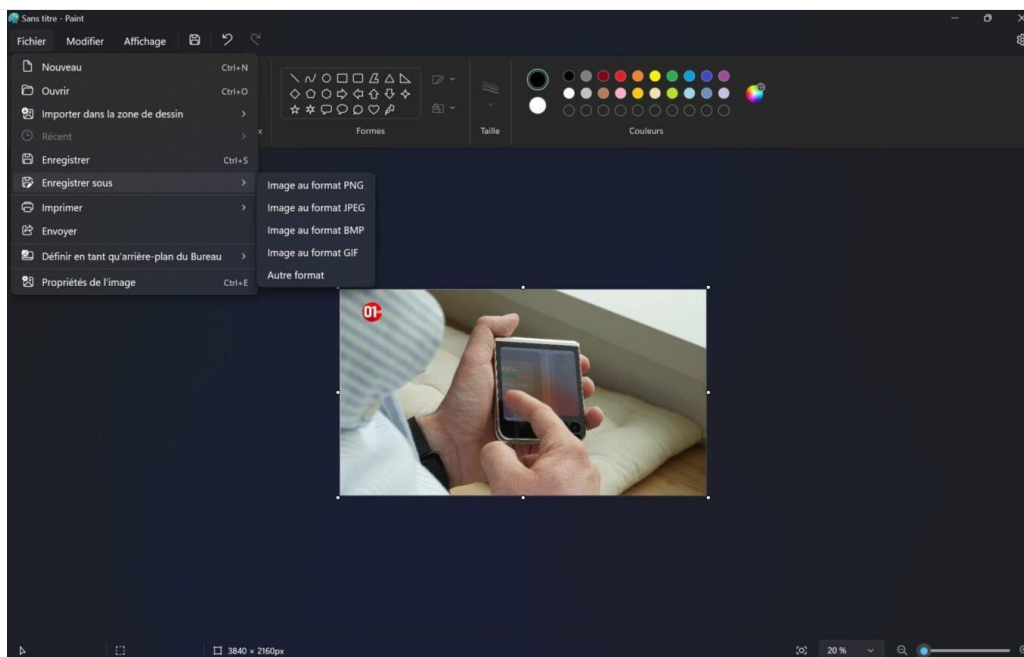 Sans titre - Paint
Fichier Modifier Affichage
Nouveau Ctrl+N
Ouvrir Ctrl+O
Importer dans la zone de dessin
Récent
Enregistrer Ctrl+S
Enregistrer sous
Imprimer
Envoyer
Définir en tant qu'arrière-plan du Bureau
Propriétés de l'image Ctrl+E
Image au format PNG
Image au format JPEG
Image au format BMP
Image au format GIF
Autre format
x
Formes
Taille
Couleurs
01
3840 × 2160px
20 %